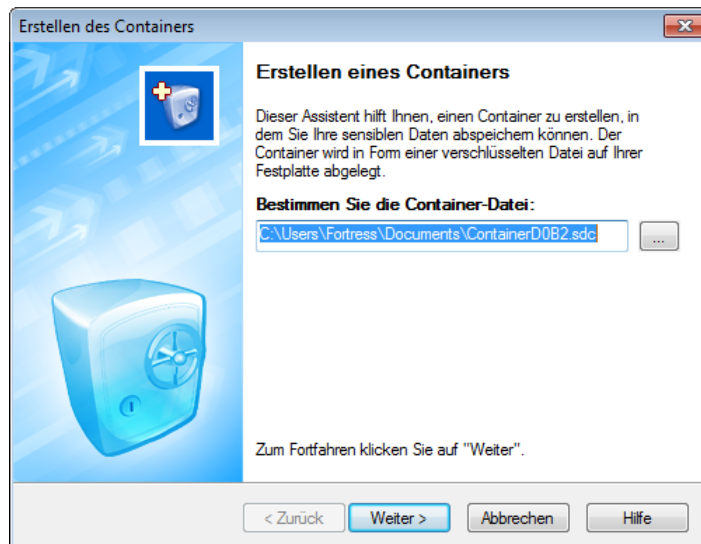 Erstellen des Containers
Erstellen eines Containers
Dieser Assistent hilft Ihnen, einen Container zu erstellen, in
dem Sie Ihre sensiblen Daten abspeichern können. Der
Container wird in Form einer verschlüsselten Datei auf Ihrer
Festplatte abgelegt.
Bestimmen Sie die Container-Datei:
C:\Users\Fortress\Documents\ContainerD0B2.sdc
...
Zum Fortfahren klicken Sie auf "Weiter".
< Zurück
Weiter >
Abbrechen
Hilfe